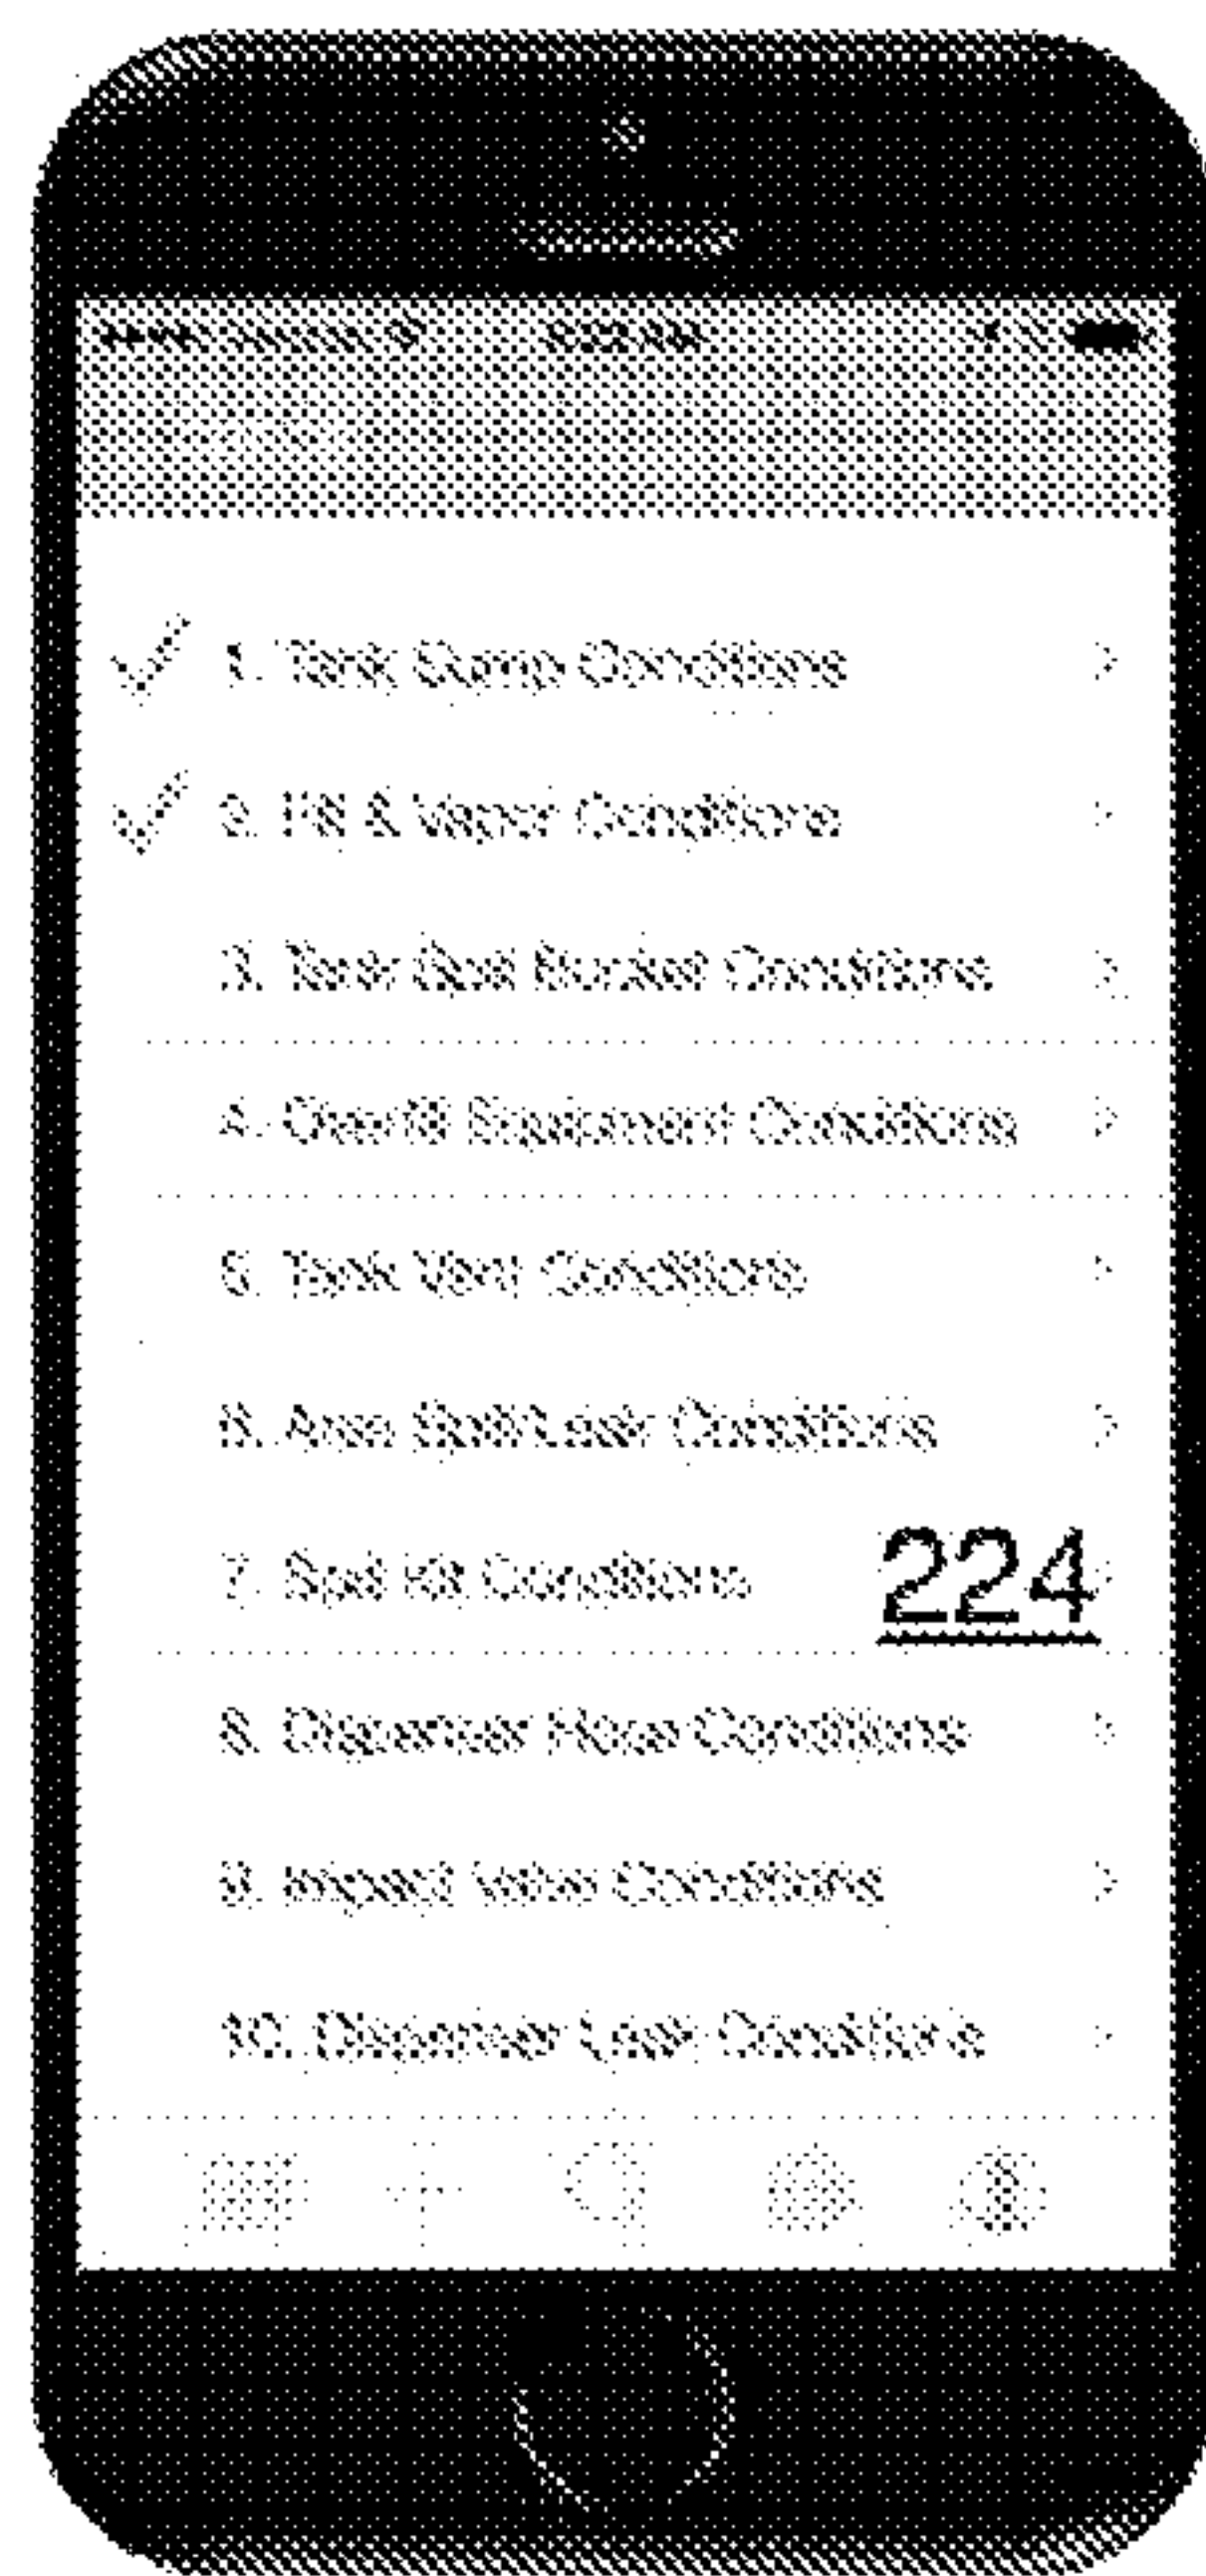 1. Tank Sump Conditions
2. Fill & Vapor Conditions
3. Tank Spill Bucket Conditions
4. Overfill Equipment Conditions
5. Tank Vent Conditions
6. Area Spill/Leak Conditions
7. Spill Kit Conditions
224
8. Dispenser Hose Conditions
9. Impact Valve Conditions
10. Dispenser Leak Conditions